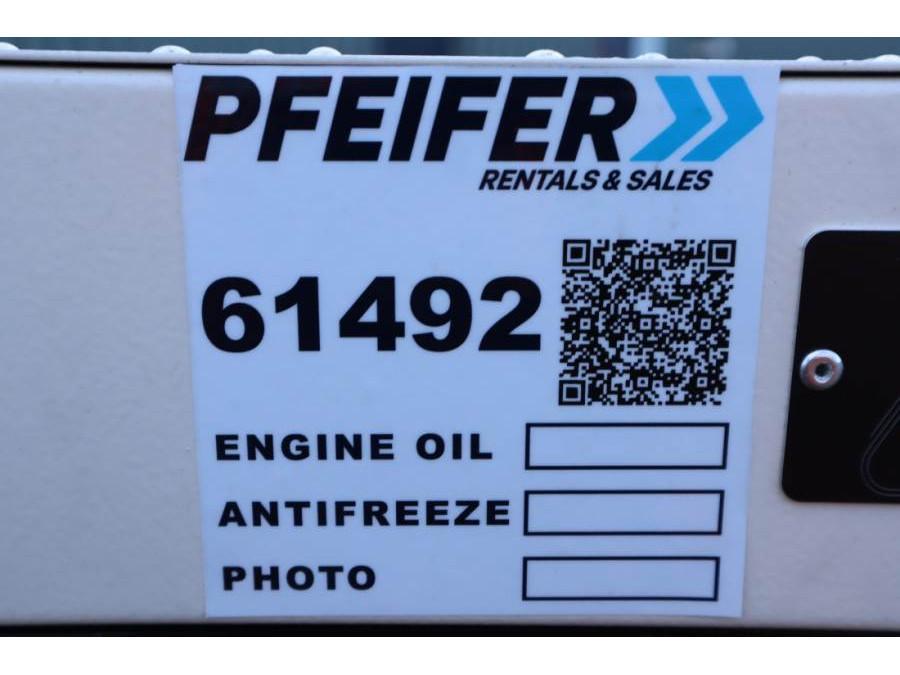 PFEIFER
RENTALS & SALES
61492
ENGINE OIL
ANTIFREEZE
PHOTO